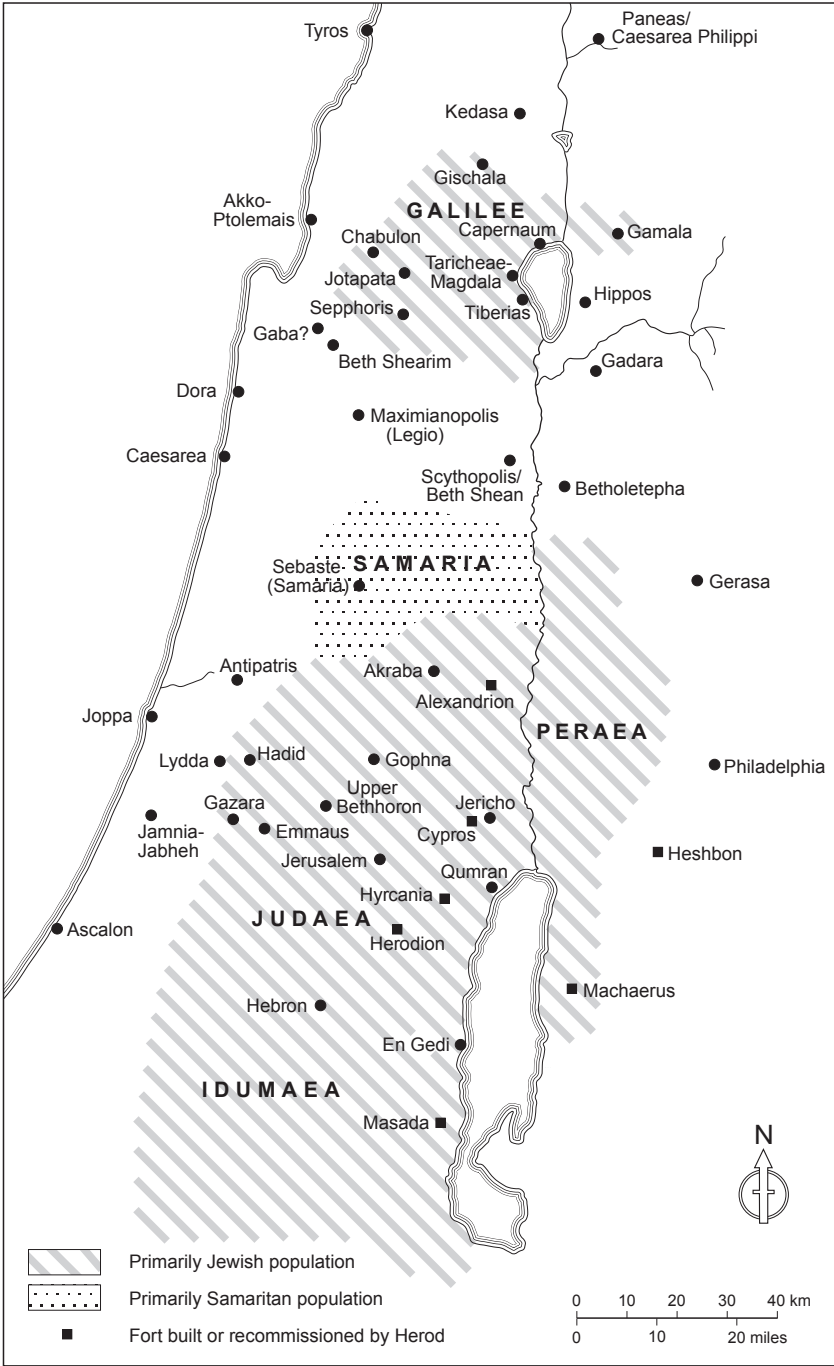 Tyros
Paneas/
Caesarea Philippi
Kedasa
Gischala
GALILEE
Akko-
Ptolemais
Capernaum
Gamala
Chabulon
Jotapata
Taricheae-
Magdala
Hippos
Sepphoris
Tiberias
Gaba?
Beth Shearim
Gadara
Dora
Maximianopolis
(Legio)
Caesarea
Scythopolis/
Beth Shean
Betholetepha
SAMARIA
Sebaste
(Samaria)
Gerasa
Antipatris
Akraba
Alexandrion
Joppa
PERAEA
Lydda
Hadid
Gophna
Philadelphia
Upper
Bethhoron
Gazara
Jericho
Jamnia-
Jabheh
Emmaus
Cypros
Jerusalem
Heshbon
Qumran
Hyrcania
JUDAEA
Ascalon
Herodion
Machaerus
Hebron
En Gedi
IDUMAEA
Masada
N
Primarily Jewish population
Primarily Samaritan population
Fort built or recommissioned by Herod
0 10 20 30 40 km
0 10 20 miles